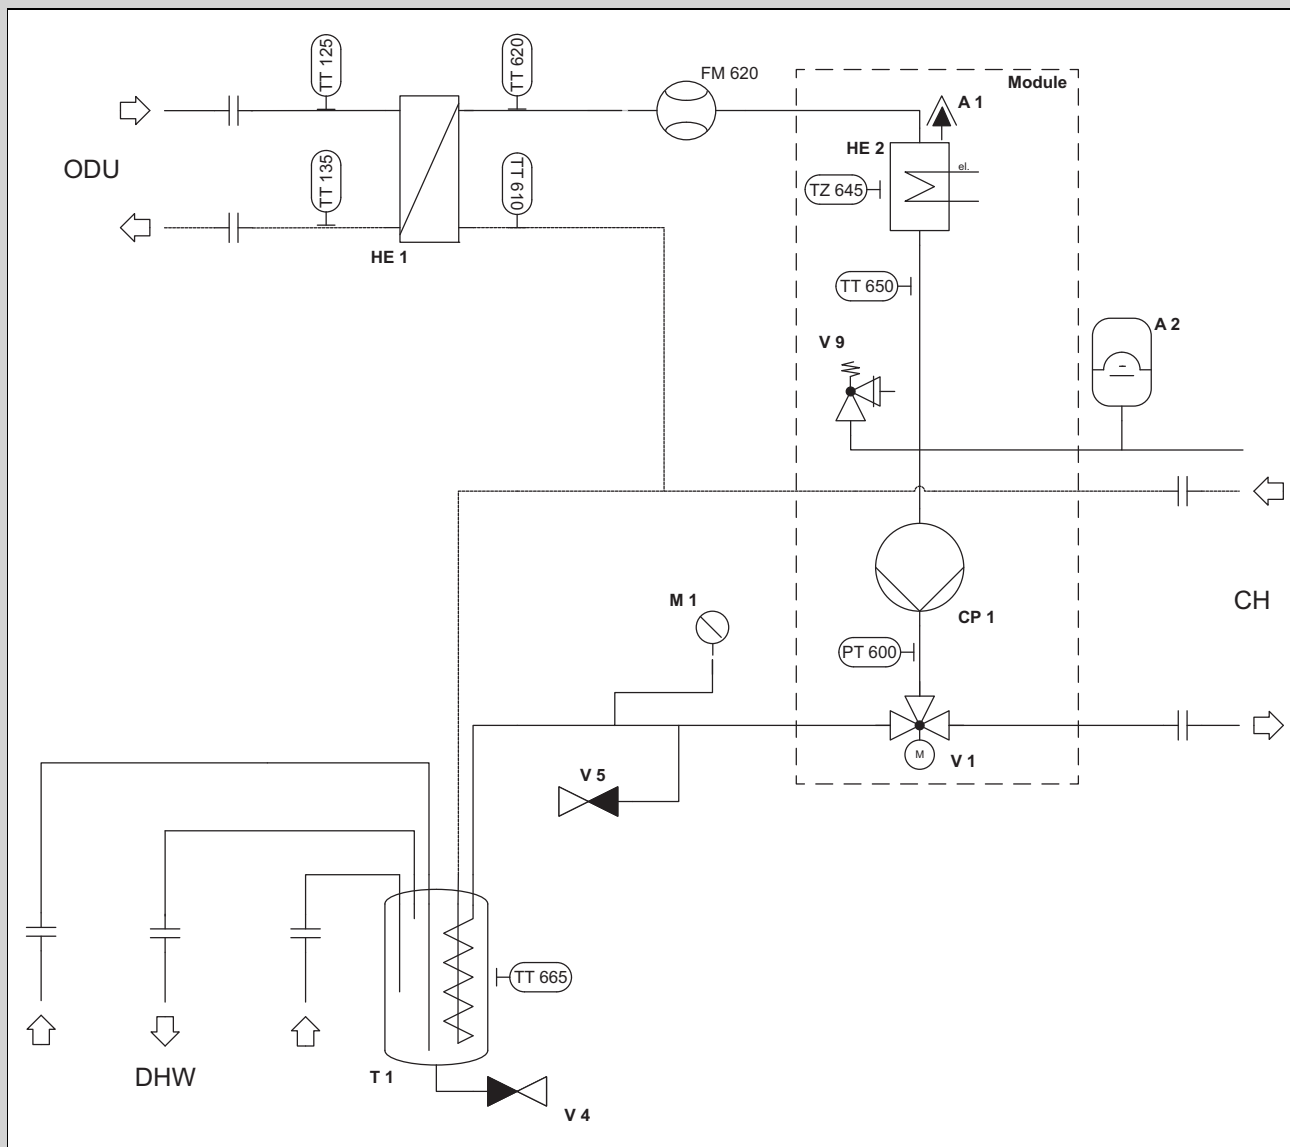 TT 125
TT 620
FM 620
Module
A 1
HE 2
el.
ODU
TT 135
TT 610
TZ 645
HE 1
TT 650
V 9
A 2
M 1
CP 1
CH
PT 600
M
V 1
V 5
TT 665
DHW
T 1
V 4